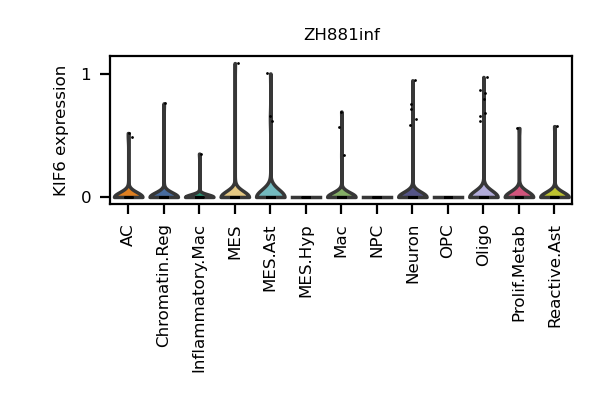 ZH881inf
KIF6 expression
1
0
AC
Chromatin.Reg
Inflammatory.Mac
MES
MES.Ast
MES.Hyp
Mac
NPC
Neuron
OPC
Oligo
Prolif.Metab
Reactive.Ast